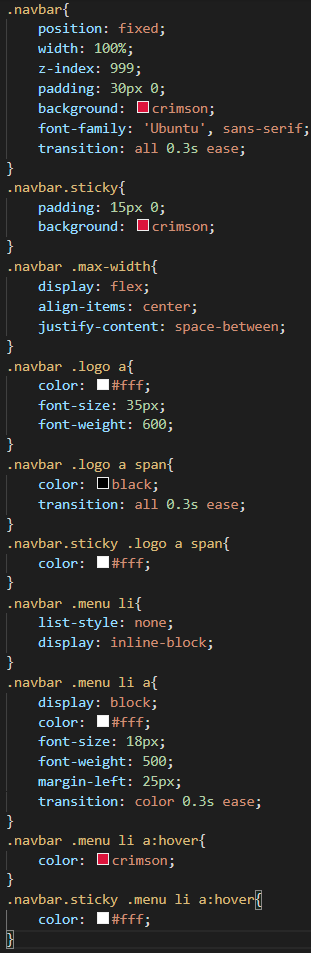 .navbar{
    position: fixed;
    width: 100%;
    z-index: 999;
    padding: 30px 0;
    background: crimson;
    font-family: 'Ubuntu', sans-serif;
    transition: all 0.3s ease;
}
.navbar.sticky{
    padding: 15px 0;
    background: crimson;
}
.navbar .max-width{
    display: flex;
    align-items: center;
    justify-content: space-between;
}
.navbar .logo a{
    color: #fff;
    font-size: 35px;
    font-weight: 600;
}
.navbar .logo a span{
    color: black;
    transition: all 0.3s ease;
}
.navbar.sticky .logo a span{
    color: #fff;
}
.navbar .menu li{
    list-style: none;
    display: inline-block;
}
.navbar .menu li a{
    display: block;
    color: #fff;
    font-size: 18px;
    font-weight: 500;
    margin-left: 25px;
    transition: color 0.3s ease;
}
.navbar .menu li a:hover{
    color: crimson;
}
.navbar.sticky .menu li a:hover{
    color: #fff;
}